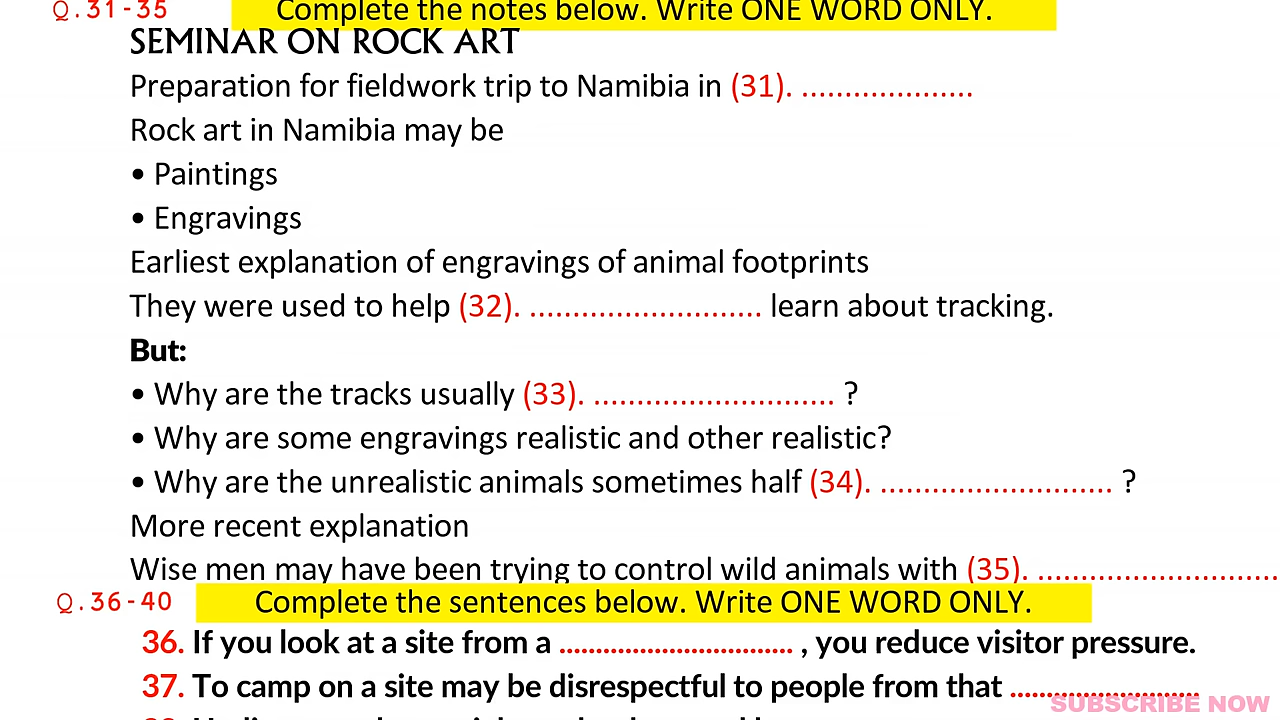 Q.31-35 Complete the notes below. Write ONE WORD ONLY.
SEMINAR ON ROCK ART
Preparation for fieldwork trip to Namibia in (31). ....................
Rock art in Namibia may be
• Paintings
• Engravings
Earliest explanation of engravings of animal footprints
They were used to help (32). ........................... learn about tracking.
But:
• Why are the tracks usually (33). ............................ ?
• Why are some engravings realistic and other realistic?
• Why are the unrealistic animals sometimes half (34). ........................... ?
More recent explanation
Wise men may have been trying to control wild animals with (35). ............................
Q.36-40 Complete the sentences below. Write ONE WORD ONLY.
36. If you look at a site from a ................................ , you reduce visitor pressure.
37. To camp on a site may be disrespectful to people from that ..........................
SUBSCRIBE NOW